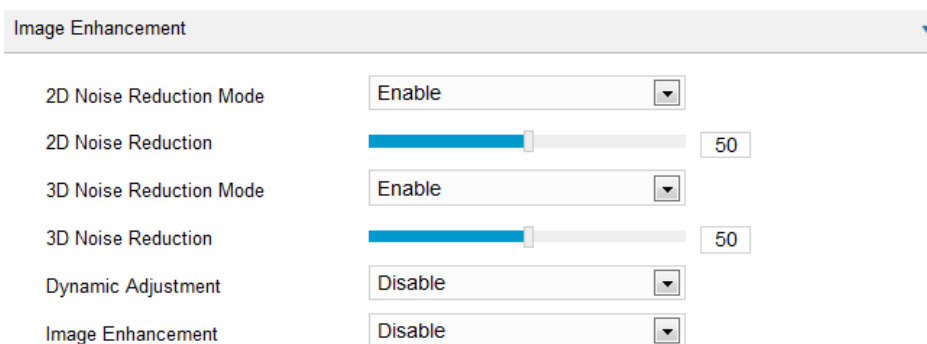 Image Enhancement
2D Noise Reduction Mode Enable
2D Noise Reduction 50
3D Noise Reduction Mode Enable
3D Noise Reduction 50
Dynamic Adjustment Disable
Image Enhancement Disable